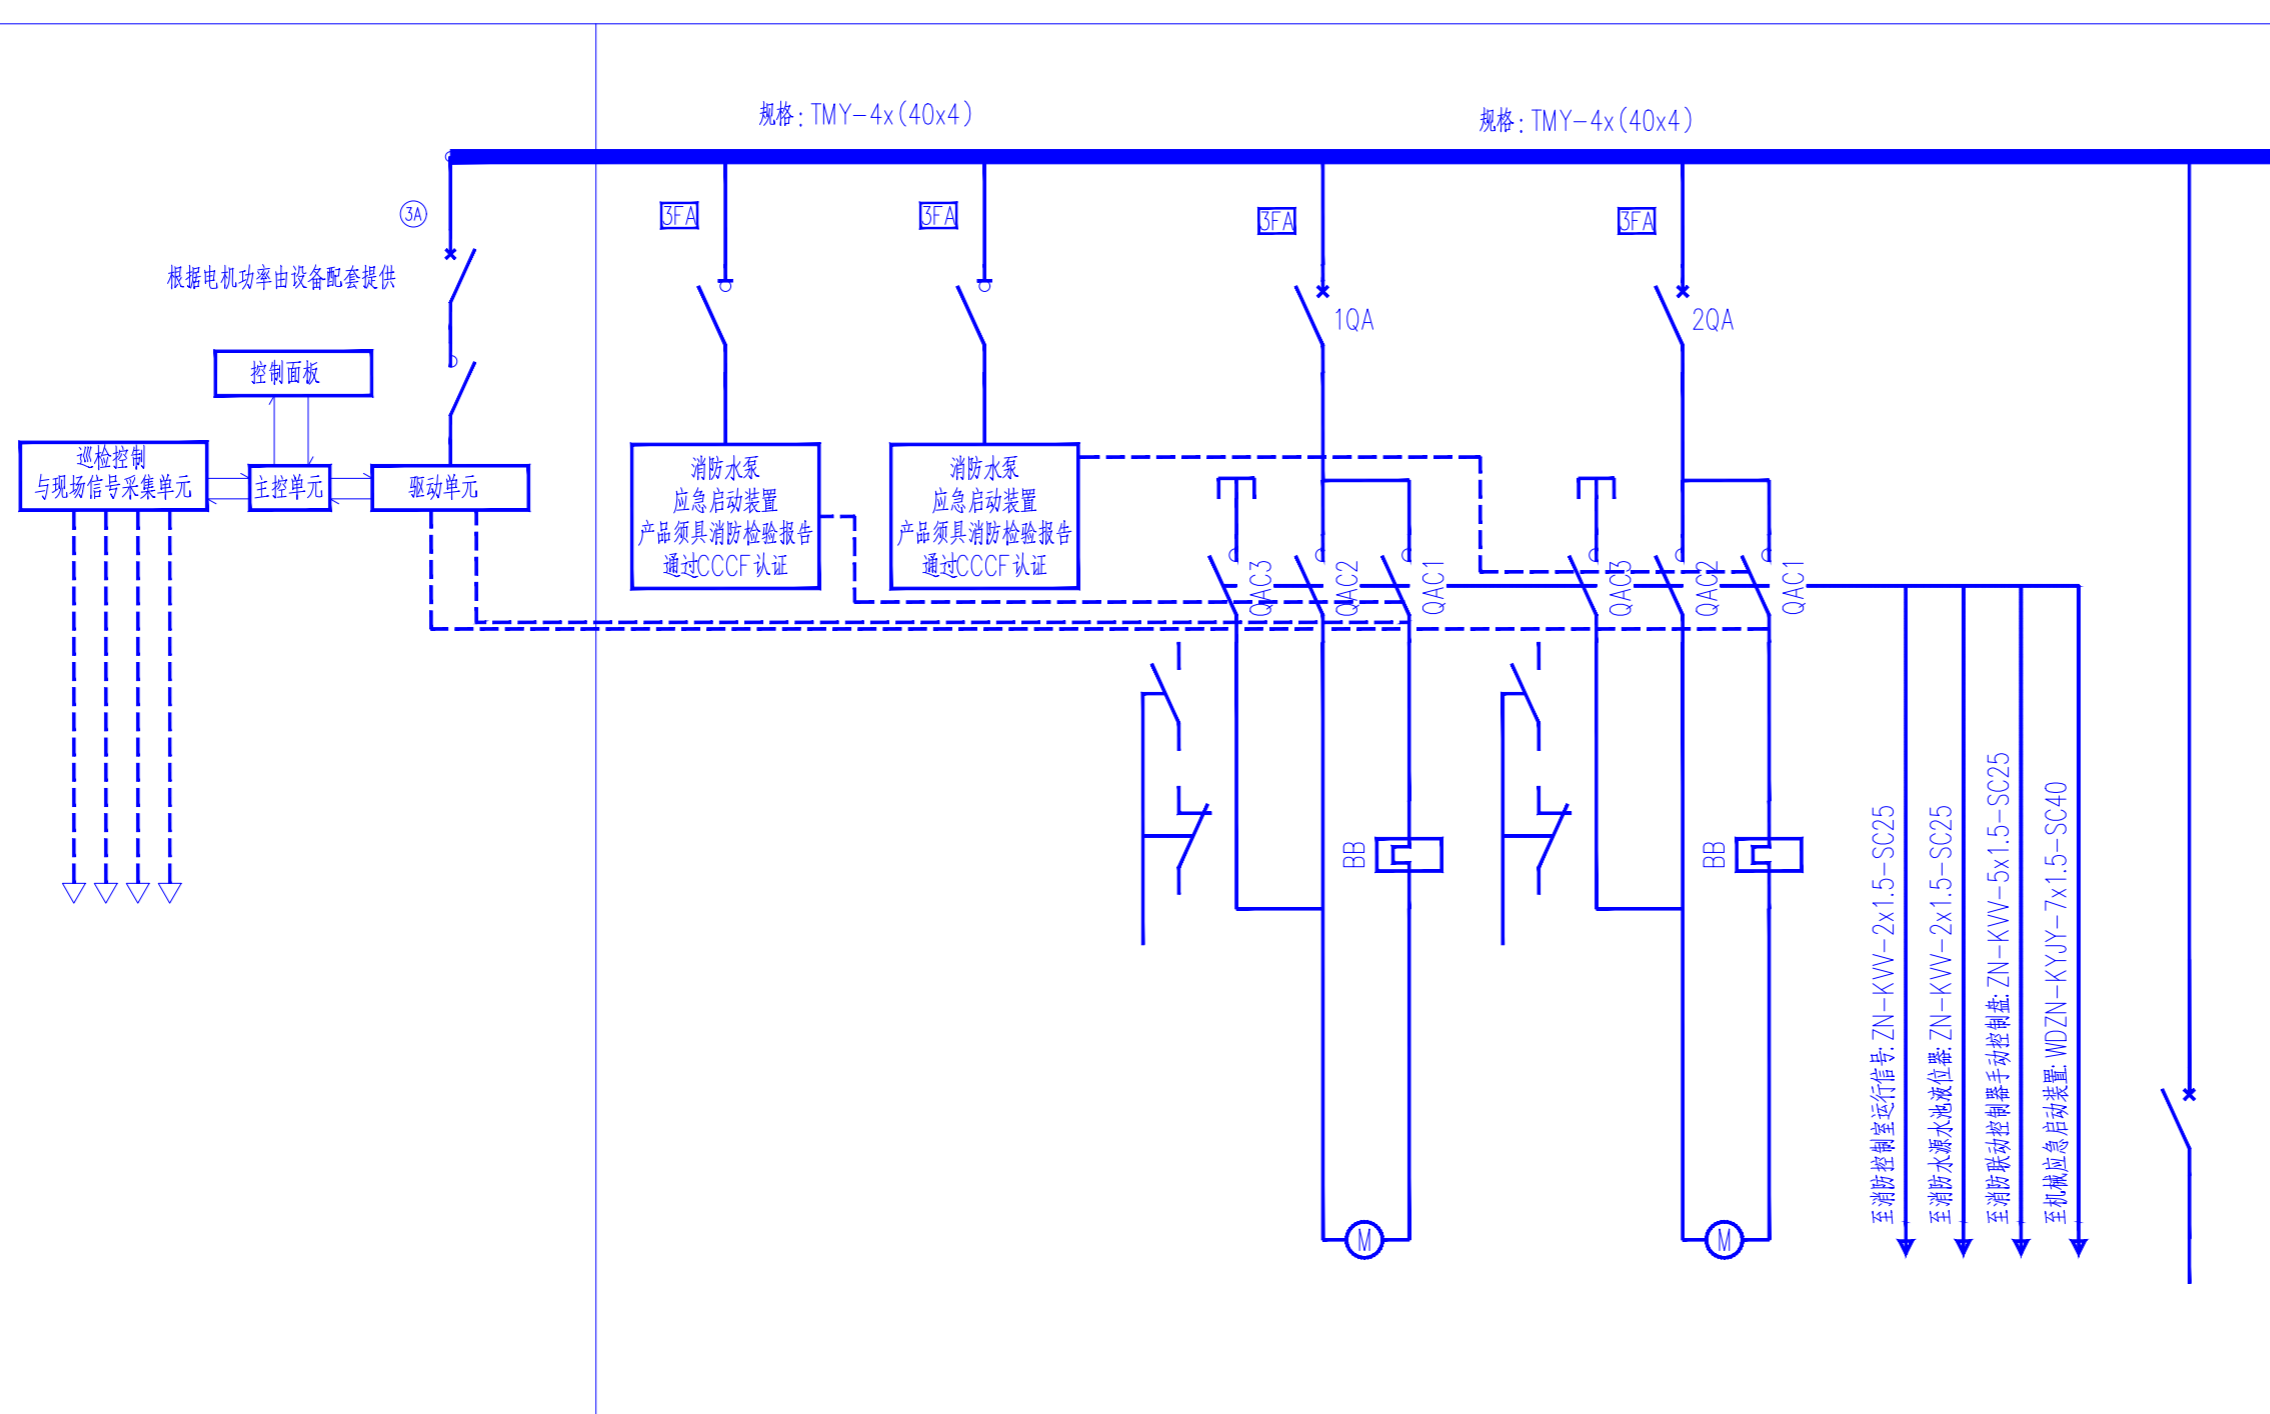 规格: TMY-4x(40x4)
规格: TMY-4x(40x4)
3A
3FA
3FA
3FA
3FA
根据电机功率由设备配套提供
1QA
2QA
控制面板
巡检控制
与现场信号采集单元
主控单元
驱动单元
消防水泵
应急启动装置
产品须具消防检验报告
通过CCCF认证
消防水泵
应急启动装置
产品须具消防检验报告
通过CCCF认证
QAC3
QAC2
QAC1
QAC3
QAC2
QAC1
BB
BB
至消防控制室运行信号: ZN-KVV-2x1.5-SC25
至消防水源水池液位器: ZN-KVV-2x1.5-SC25
至消防联动控制器手动控制盘: ZN-KVV-5x1.5-SC25
至机械应急启动装置: WDZN-KYJY-7x1.5-SC40
M
M